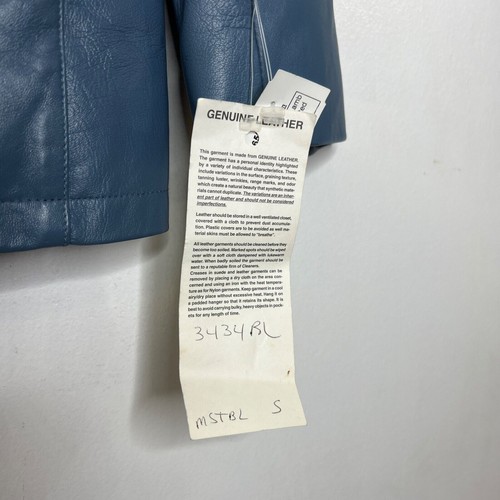 GENUINE LEATHER
This garment is made from GENUINE LEATHER.
The garment has a personal identity highlighted
by a variety of individual characteristics. These
include variations in the surface, graining texture,
tanning luster, wrinkles, range marks, and odor
which create a natural beauty that synthetic mate-
rials cannot duplicate. The variations are an inher-
ent part of leather and should not be considered
imperfections.
Leather should be stored in a well ventilated closet,
covered with a cloth to prevent dust accumula-
tion. Plastic covers are to be avoided as well ma-
terial skins must be allowed to "breathe".
All leather garments should be cleaned before they
become too soiled. Marked spots should be wiped
over with a soft cloth dampened with lukewarm
water. When badly soiled the garment should be
sent to a reputable firm of Cleaners.
Creases in suede and leather garments can be
removed by placing a dry cloth on the area con-
cerned and using an iron with the heat tempera-
ture as for Nylon garments. Keep garment in a cool
airy/dry place without excessive heat. Hang it on
a padded hanger so that it retains its shape. It is
best to avoid carrying bulky, heavy objects in pock-
ets for any length of time.
3434BL
MSTBL S